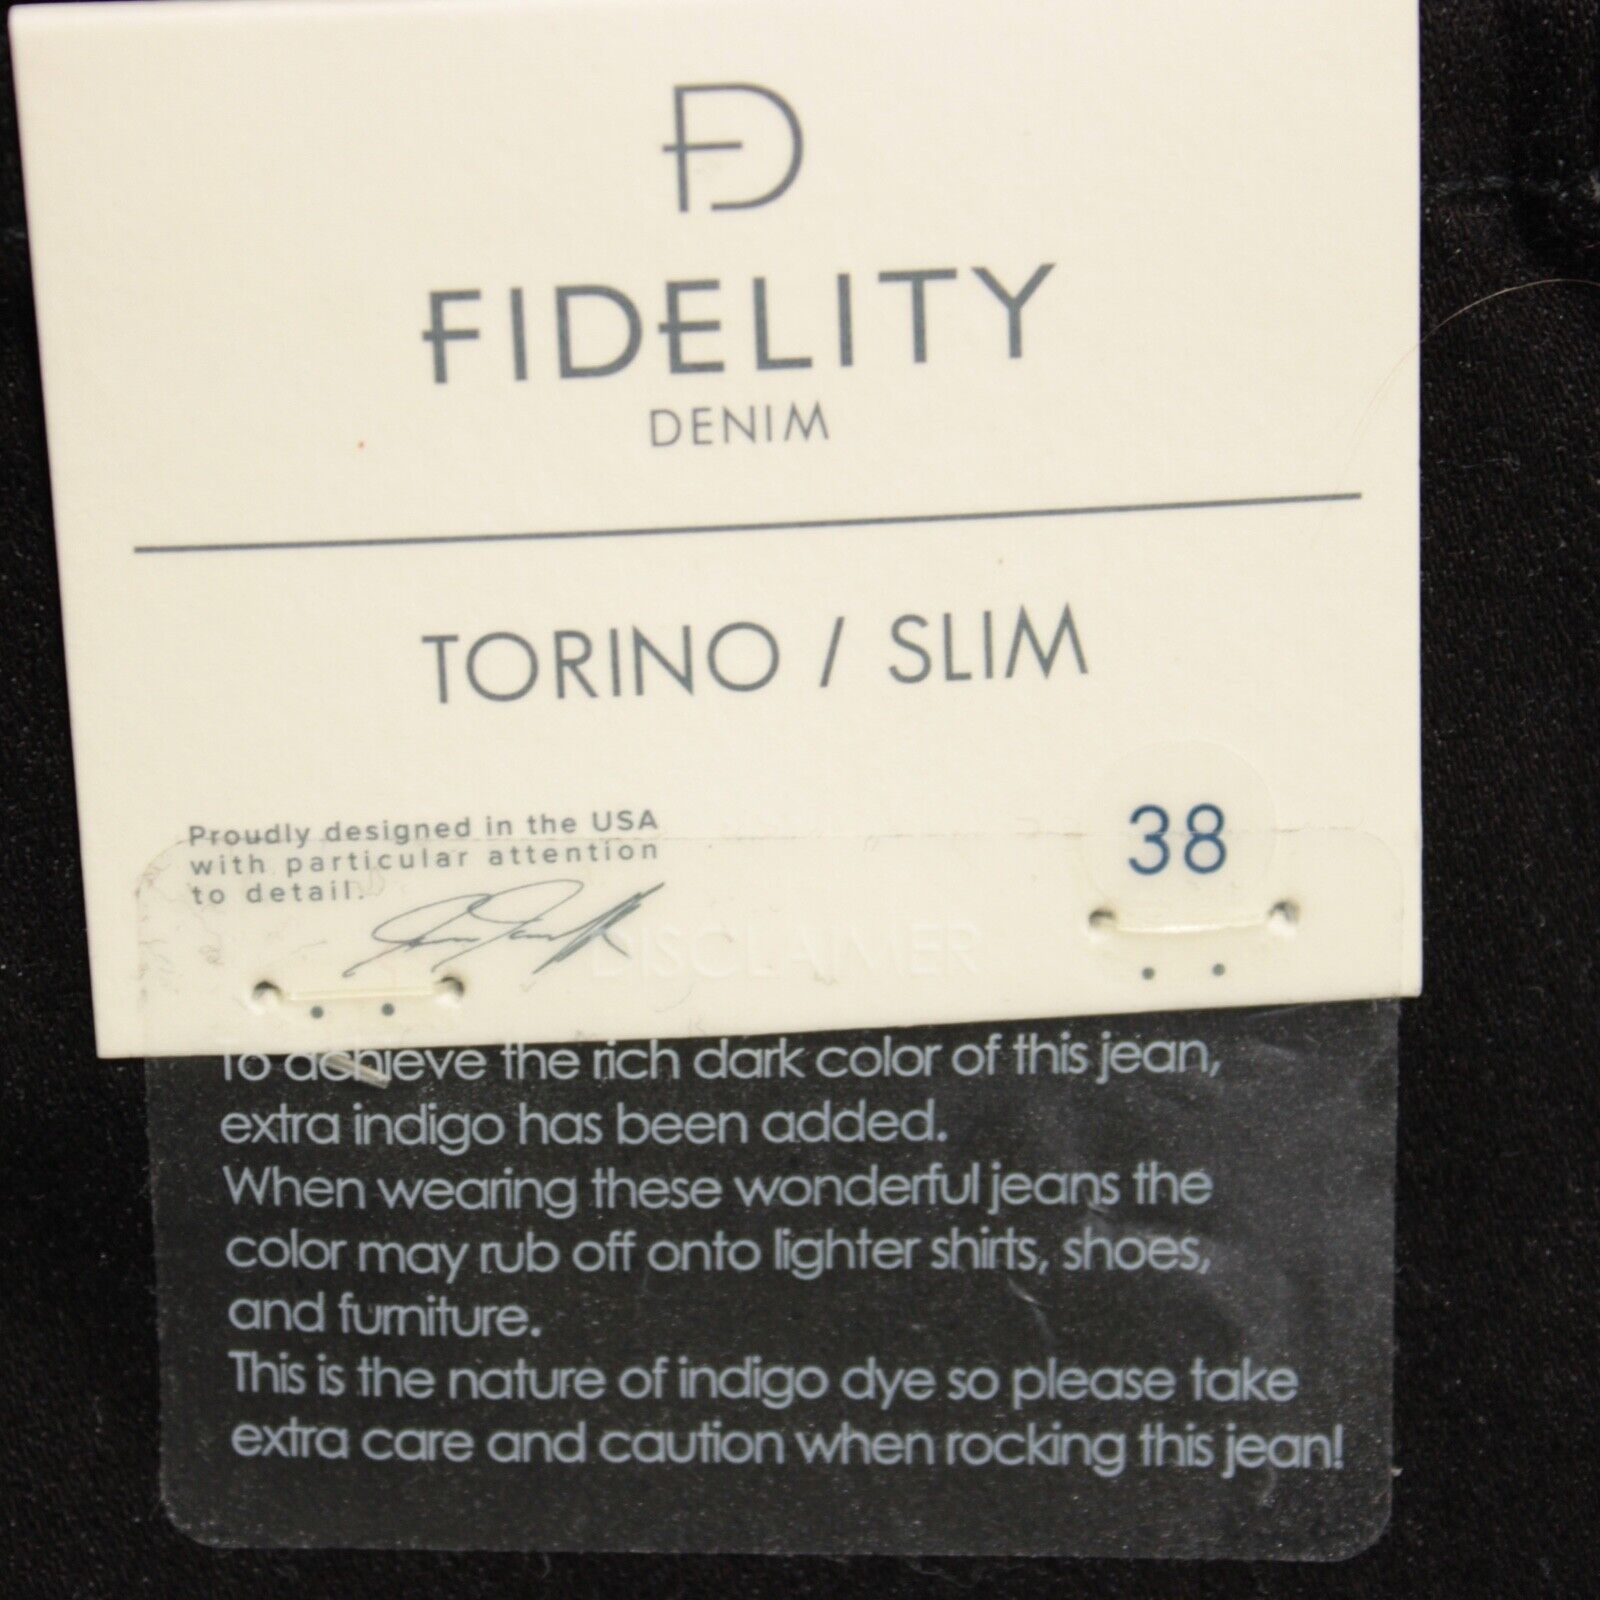 FD
FIDELITY
DENIM
TORINO / SLIM
38
Proudly designed in the USA
with particular attention
to detail.
DISCLAIMER
To achieve the rich dark color of this jean,
extra indigo has been added.
When wearing these wonderful jeans the
color may rub off onto lighter shirts, shoes,
and furniture.
This is the nature of indigo dye so please take
extra care and caution when rocking this jean!